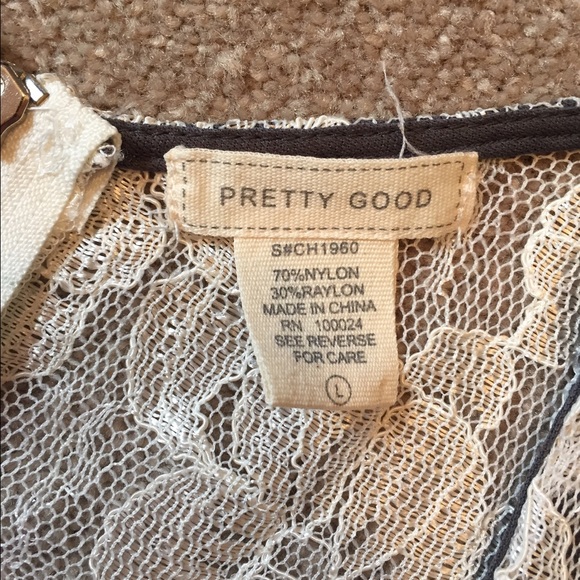 PRETTY GOOD
S#CH1960
70%NYLON
30%RAYLON
MADE IN CHINA
RN 100024
SEE REVERSE
FOR CARE
L